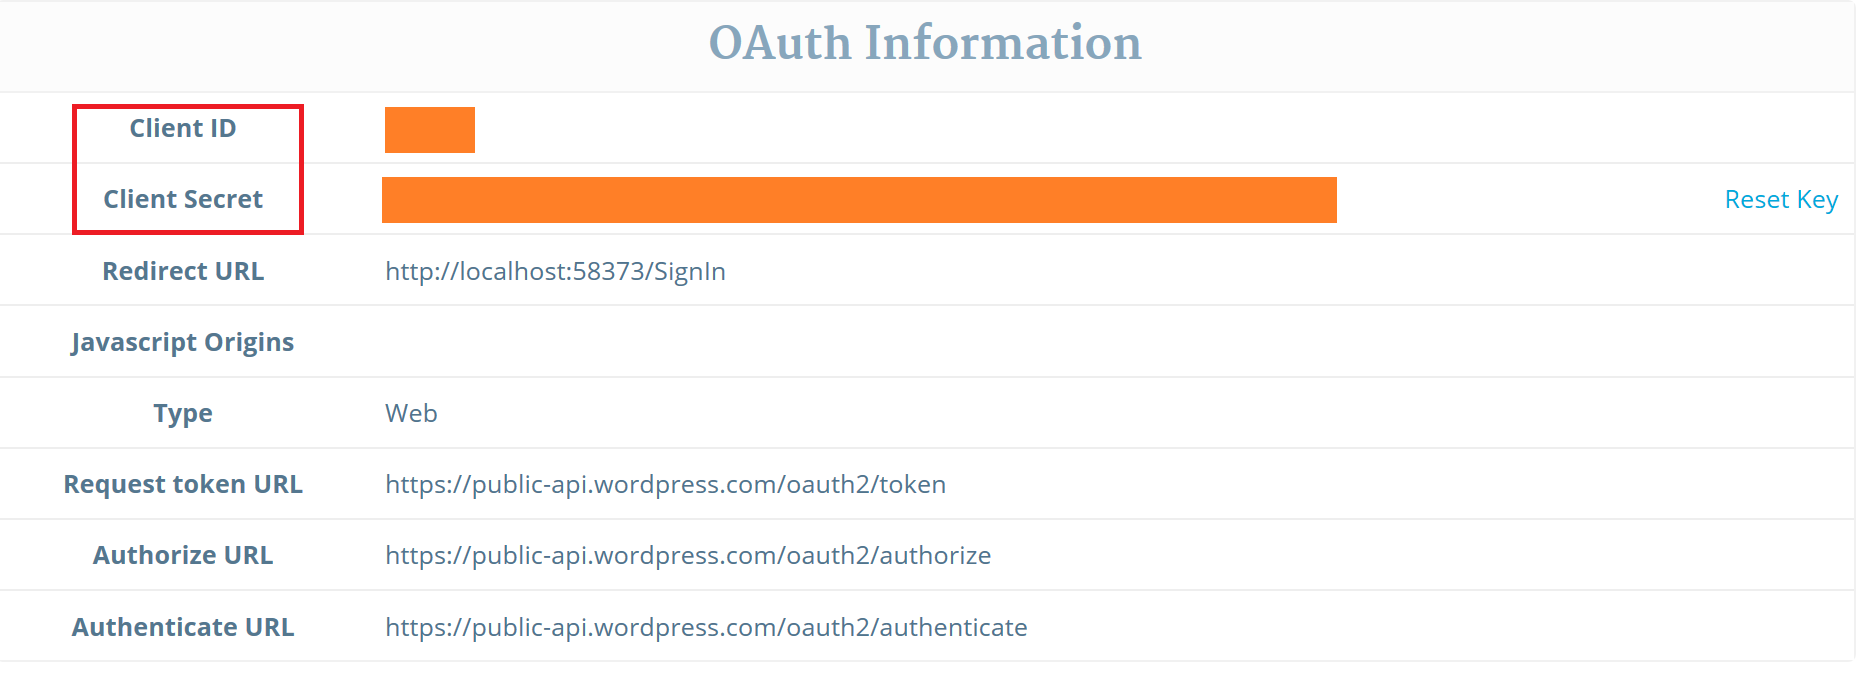 OAuth Information
Client ID
Client Secret Reset Key
Redirect URL http://localhost:58373/SignIn
Javascript Origins
Type Web
Request token URL https://public-api.wordpress.com/oauth2/token
Authorize URL https://public-api.wordpress.com/oauth2/authorize
Authenticate URL https://public-api.wordpress.com/oauth2/authenticate